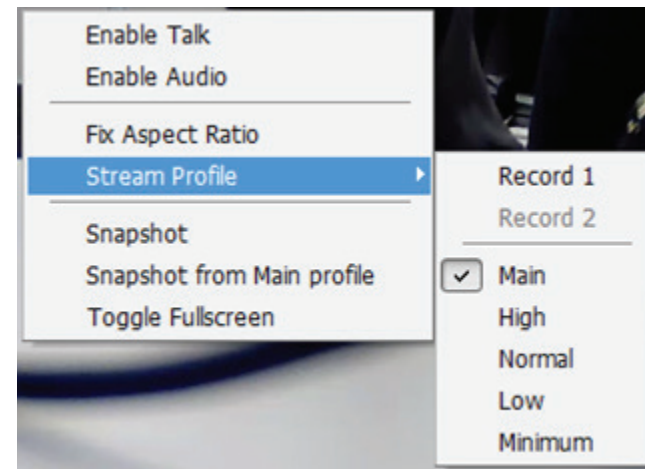 Enable Talk
Enable Audio
Fix Aspect Ratio
Stream Profile
Snapshot
Snapshot from Main profile
Toggle Fullscreen
Record 1
Record 2
Main
High
Normal
Low
Minimum